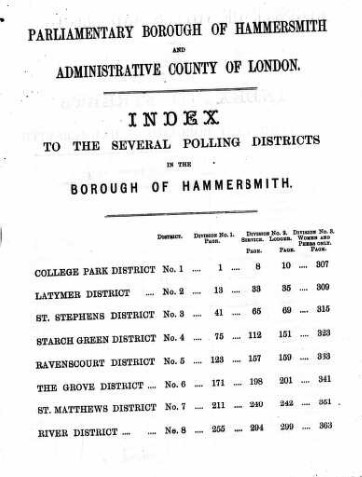 PARLIAMENTARY BOROUGH OF HAMMERSMITH
AND
ADMINISTRATIVE COUNTY OF LONDON.
INDEX
TO THE SEVERAL POLLING DISTRICTS
IN THE
BOROUGH OF HAMMERSMITH.
DISTRICT. DIVISION No. 1. DIVISION No. 2. DIVISION No. 3.
PAGE. SERVICE. LODGER. WOMEN AND
PEERS ONLY.
PAGE. PAGE. PAGE.
COLLEGE PARK DISTRICT No. 1 .... 1 .... 8 10 .... 307
LATYMER DISTRICT .... No. 2 .... 13 .... 33 35 .... 309
ST. STEPHENS DISTRICT No. 3 .... 41 .... 65 69 .... 315
STARCH GREEN DISTRICT No. 4 .... 75 .... 112 151 .... 323
RAVENSCOURT DISTRICT No. 5 .... 123 .... 157 159 .... 333
THE GROVE DISTRICT .... No. 6 .... 171 .... 198 201 .... 341
ST. MATTHEWS DISTRICT No. 7 .... 211 .... 240 242 .... 351
RIVER DISTRICT .... .... No. 8 .... 255 .... 294 299 .... 363